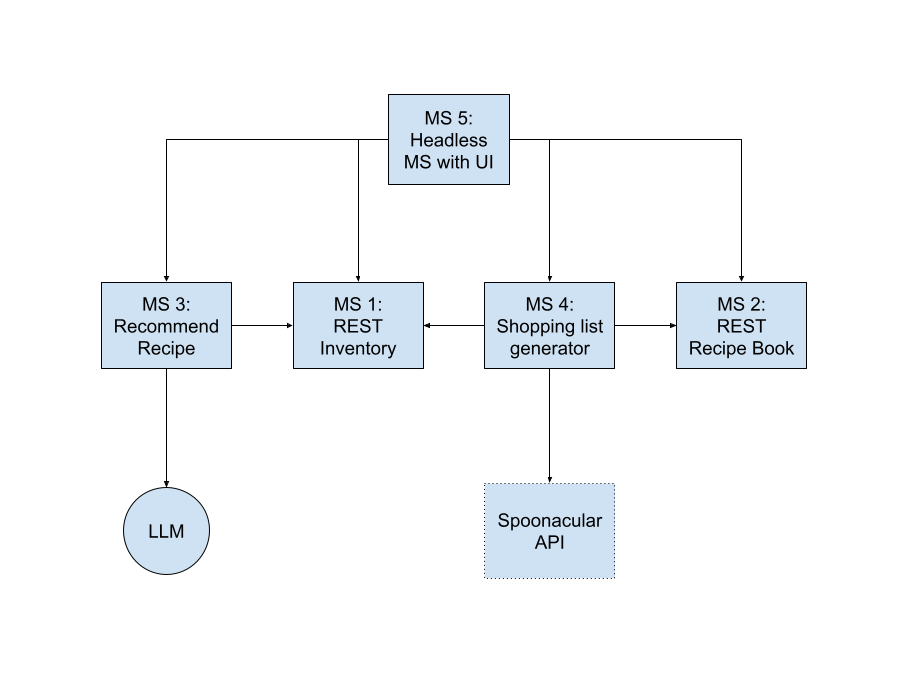 MS 5:
Headless
MS with UI
MS 3:
Recommend
Recipe
MS 1:
REST
Inventory
MS 4:
Shopping list
generator
MS 2:
REST
Recipe Book
LLM
Spoonacular
API